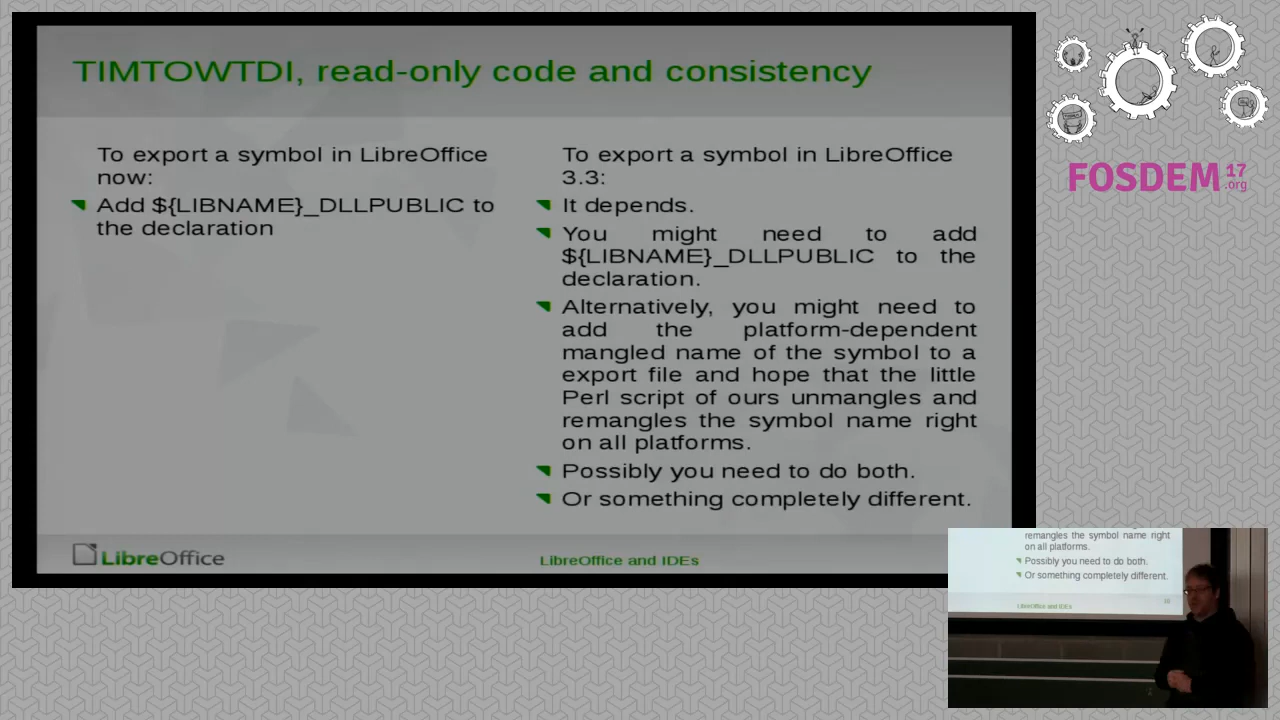 TIMTOWTDI, read-only code and consistency
To export a symbol in LibreOffice
now:
Add ${LIBNAME}_DLLPUBLIC to
the declaration
To export a symbol in LibreOffice
3.3:
It depends.
You might need to add
${LIBNAME}_DLLPUBLIC to the
declaration.
Alternatively, you might need to
add the platform-dependent
mangled name of the symbol to a
export file and hope that the little
Perl script of ours unmangles and
remangles the symbol name right
on all platforms.
Possibly you need to do both.
Or something completely different.
LibreOffice
LibreOffice and IDEs
FOSDEM 17
.org
remangles the symbol name right
on all platforms.
Possibly you need to do both.
Or something completely different.
LibreOffice and IDEs